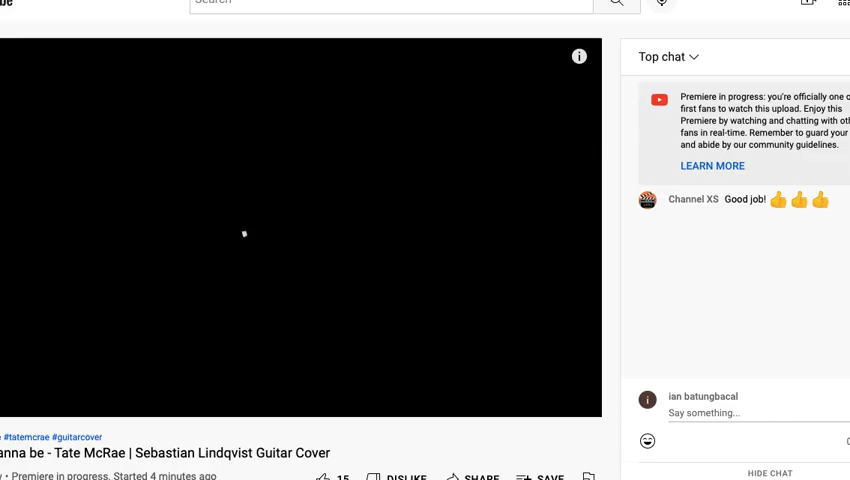 be
Search
Top chat
Premiere in progress: you're officially one o
first fans to watch this upload. Enjoy this
Premiere by watching and chatting with oth
fans in real-time. Remember to guard your
and abide by our community guidelines.
LEARN MORE
Channel XS Good job! 👍👍👍
ian batungbacal
Say something...
HIDE CHAT
#tatemcrae #guitarcover
anna be - Tate McRae | Sebastian Lindqvist Guitar Cover
• Premiere in progress. Started 4 minutes ago
15 DISLIKE SHARE SAVE